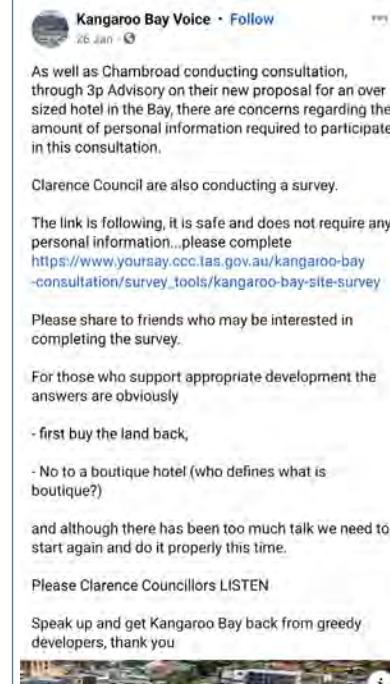 Kangaroo Bay Voice · Follow
26 Jan ·
As well as Chambroad conducting consultation,
through 3p Advisory on their new proposal for an over
sized hotel in the Bay, there are concerns regarding the
amount of personal information required to participate
in this consultation.
Clarence Council are also conducting a survey.
The link is following, it is safe and does not require any
personal information...please complete
https://www.yoursay.ccc.tas.gov.au/kangaroo-bay
-consultation/survey_tools/kangaroo-bay-site-survey
Please share to friends who may be interested in
completing the survey.
For those who support appropriate development the
answers are obviously
- first buy the land back,
- No to a boutique hotel (who defines what is
boutique?)
and although there has been too much talk we need to
start again and do it properly this time.
Please Clarence Councillors LISTEN
Speak up and get Kangaroo Bay back from greedy
developers, thank you